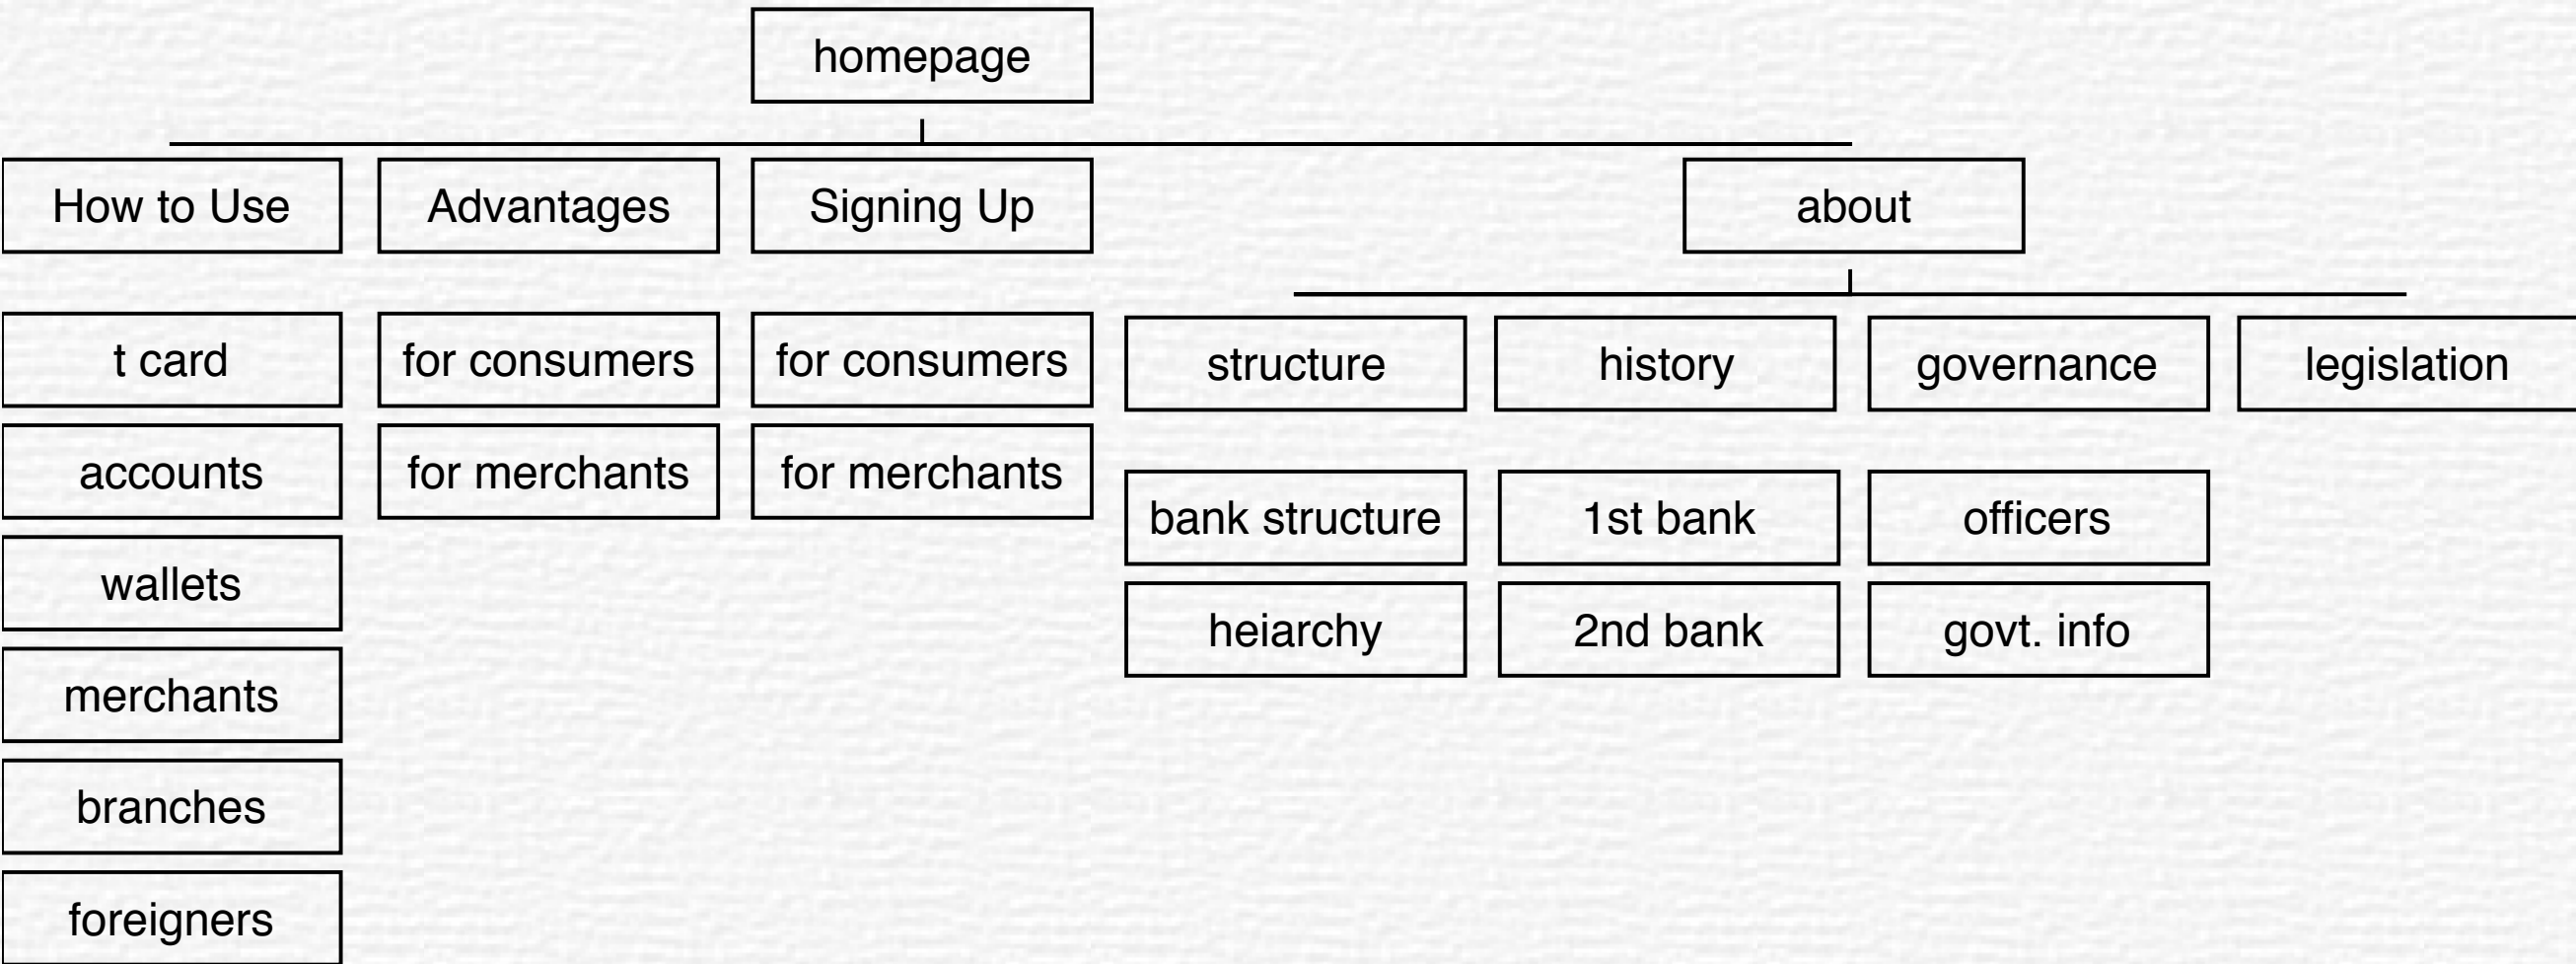 homepage
How to Use
Advantages
Signing Up
about
t card
for consumers
for consumers
structure
history
governance
legislation
accounts
for merchants
for merchants
bank structure
1st bank
officers
wallets
heiarchy
2nd bank
govt. info
merchants
branches
foreigners